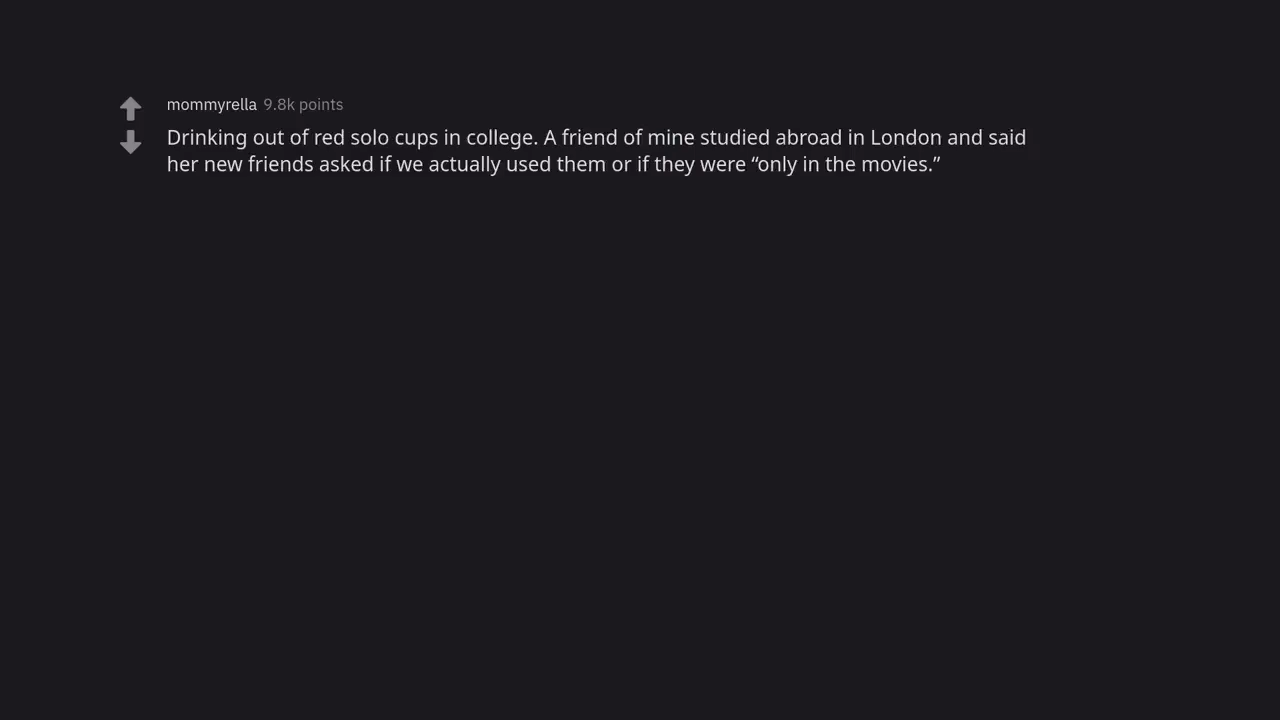 mommyrella 9.8k points
Drinking out of red solo cups in college. A friend of mine studied abroad in London and said
her new friends asked if we actually used them or if they were “only in the movies.”